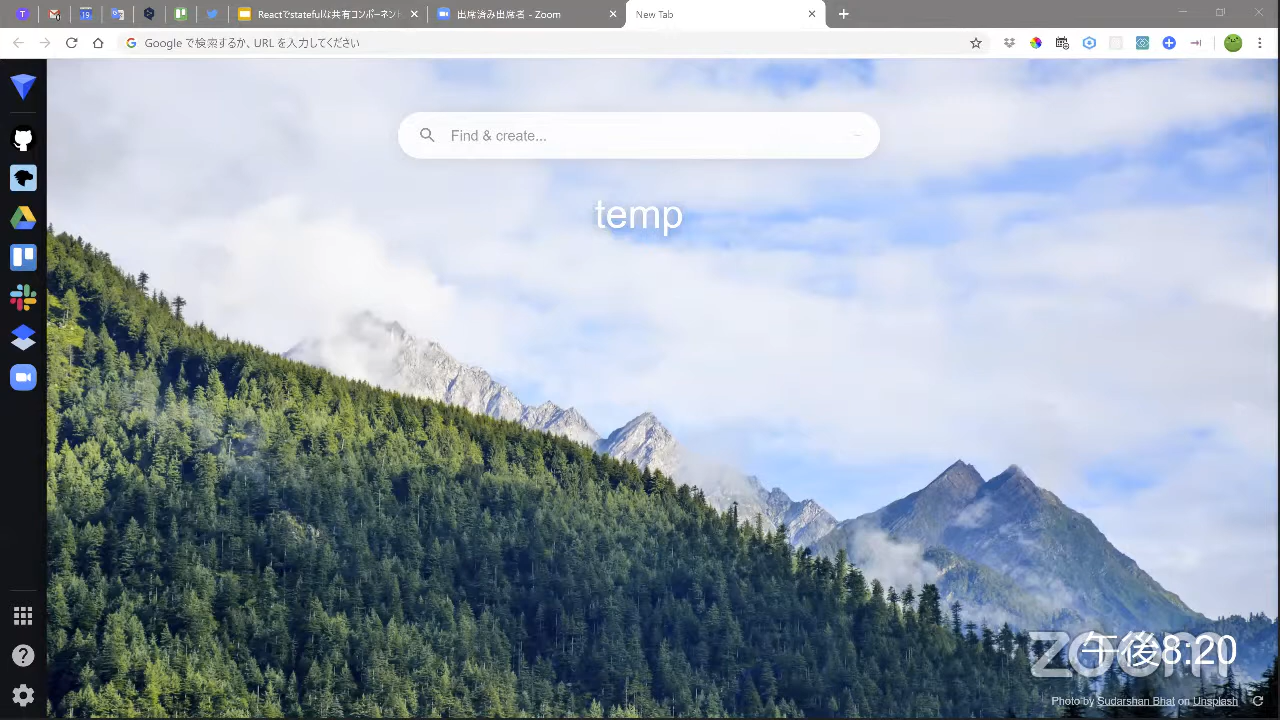 T
19
Reactでstatefulな共有コンポーネント
出席済み出席者 - Zoom
New Tab
Google で検索するか、URL を入力してください
Find & create...
temp
zoom
午後8:20
Photo by Sudarshan Bhat on Unsplash